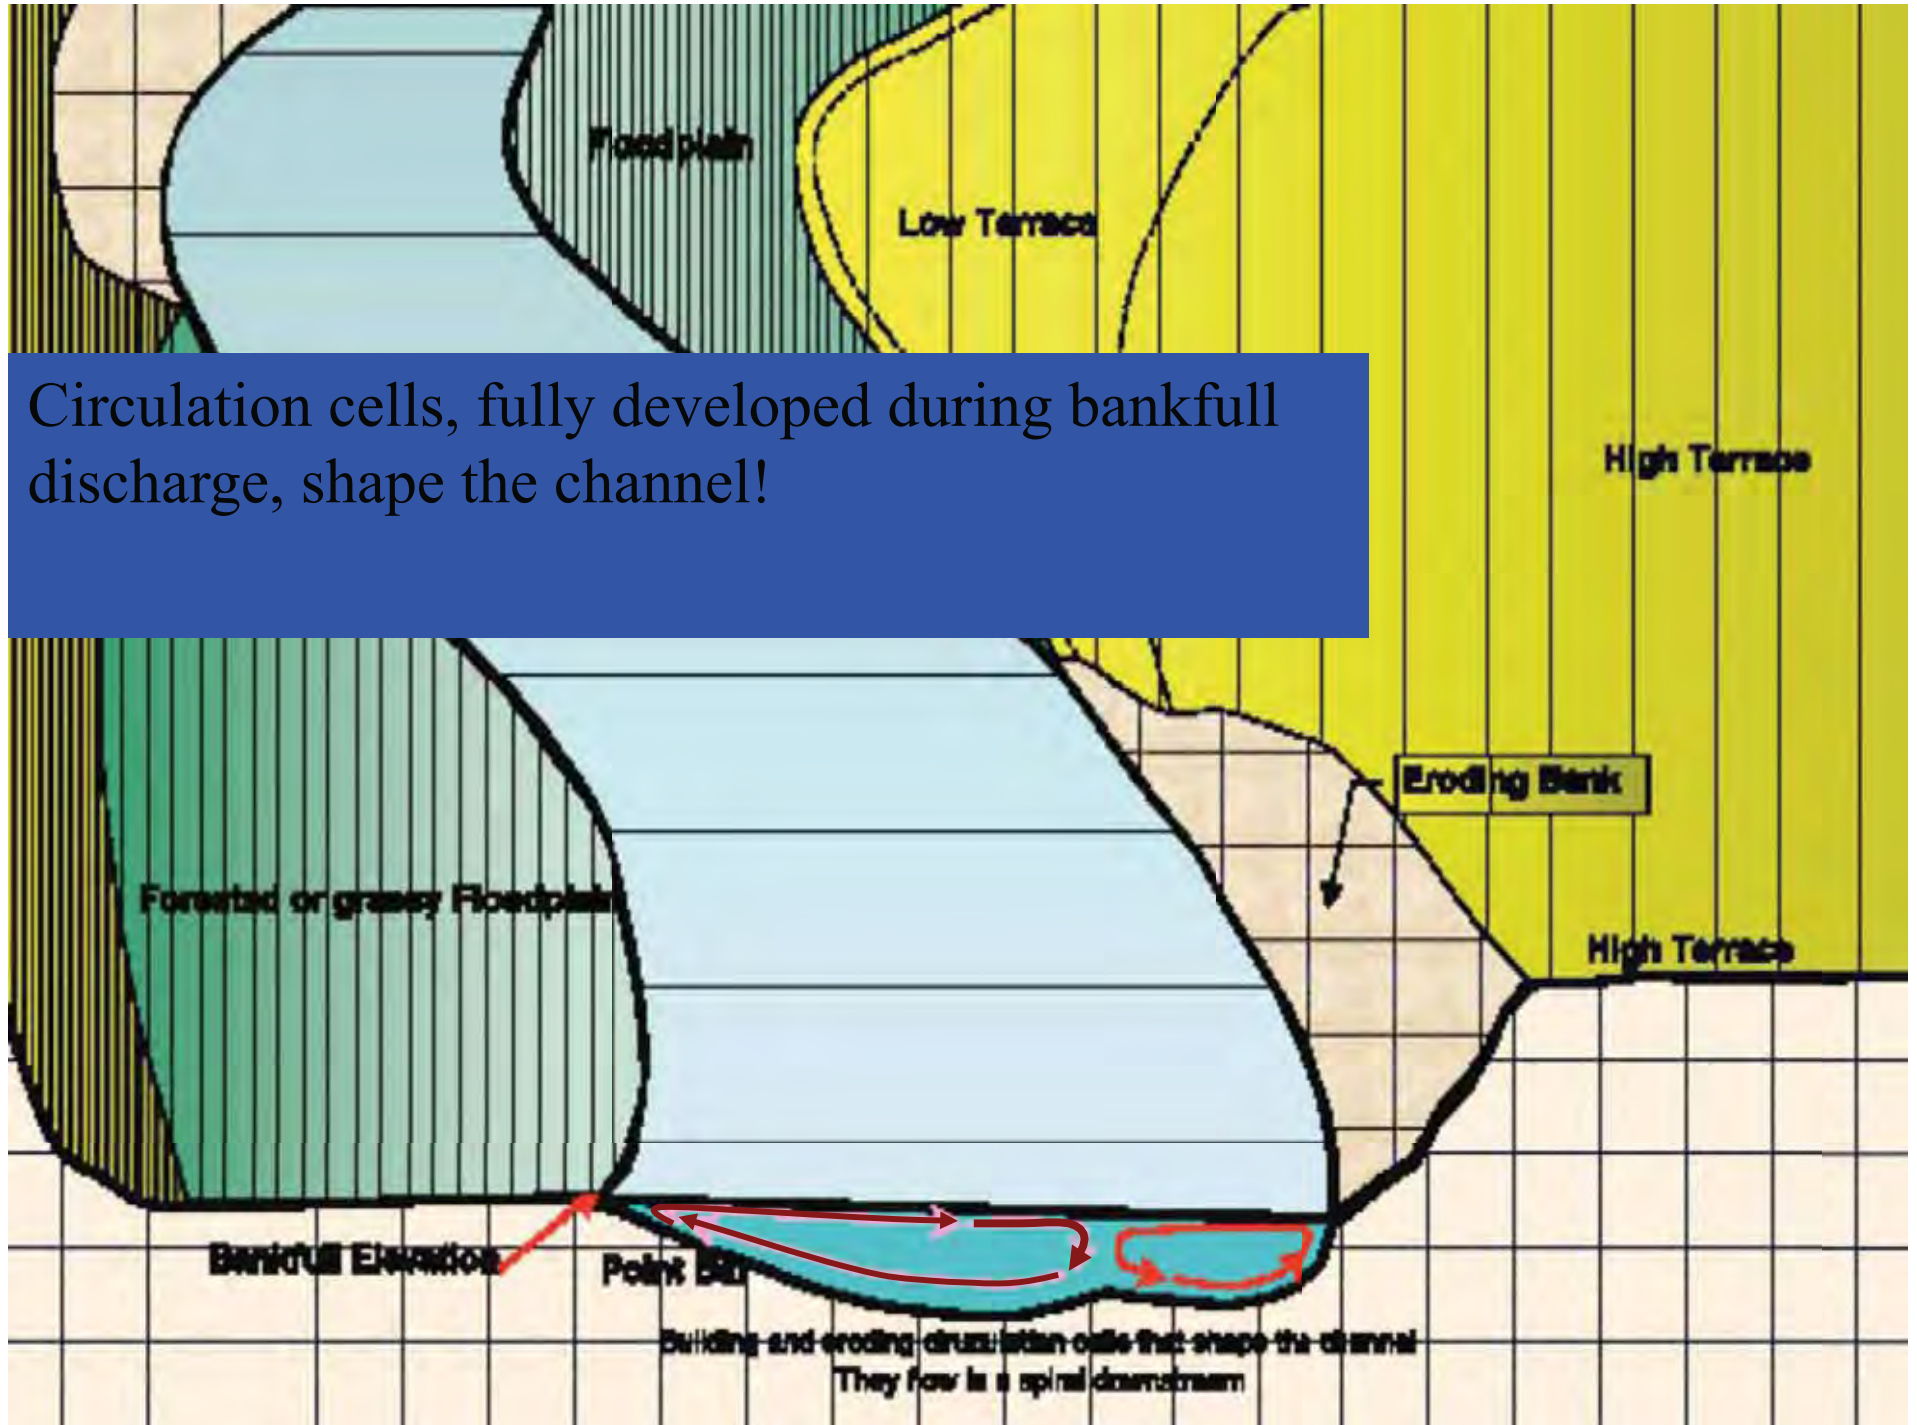 Floodplain
Low Terrace
Circulation cells, fully developed during bankfull
discharge, shape the channel!
High Terrace
Eroding Bank
Forested or grassy Floodplain
High Terrace
Bankfull Elevation
Point Bar
Building and eroding circulation cells that shape the channel
They flow is a spiral downstream